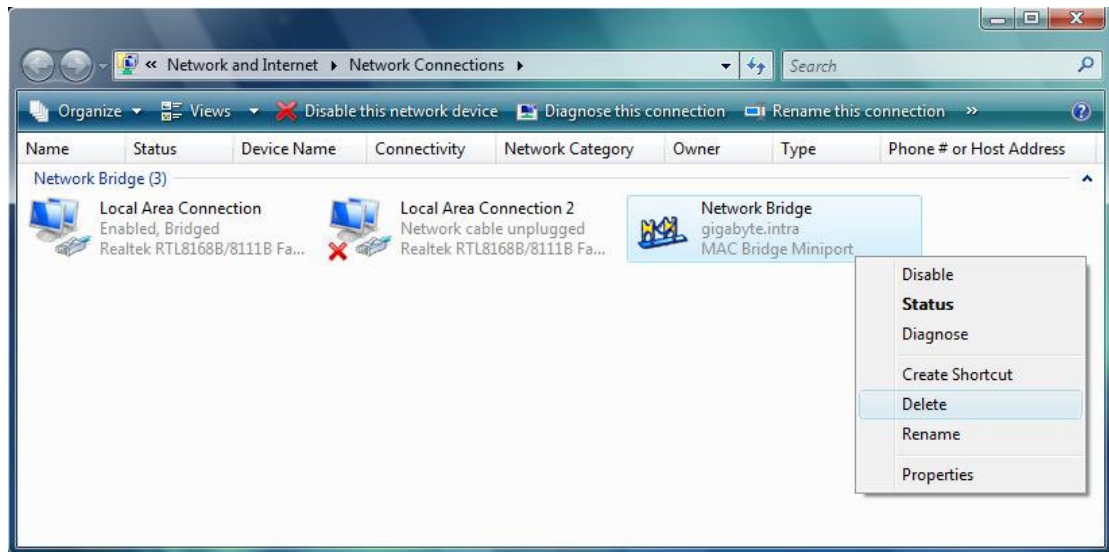 « Network and Internet ▸ Network Connections ▸ Search
Organize Views Disable this network device Diagnose this connection Rename this connection »
Name Status Device Name Connectivity Network Category Owner Type Phone # or Host Address
Network Bridge (3)
Local Area Connection
Enabled, Bridged
Realtek RTL8168B/8111B Fa...
Local Area Connection 2
Network cable unplugged
Realtek RTL8168B/8111B Fa...
Network Bridge
gigabyte.intra
MAC Bridge Miniport
Disable
Status
Diagnose
Create Shortcut
Delete
Rename
Properties